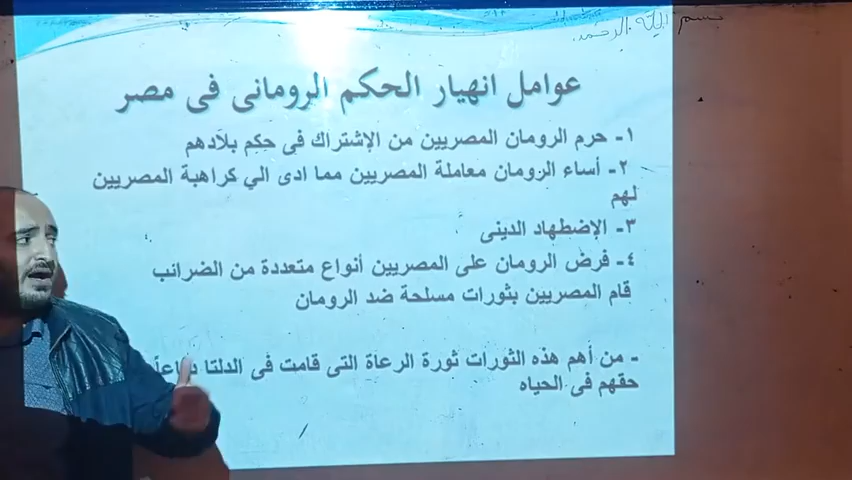 بسم الله الرحمن
عوامل انهيار الحكم الرومانى فى مصر
١- حرم الرومان المصريين من الإشتراك فى حكم بلادهم
٢- أساء الرومان معاملة المصريين مما ادى الي كراهية المصريين
لهم
٣- الإضطهاد الدينى
٤- فرض الرومان على المصريين أنواع متعددة من الضرائب
قام المصريين بثورات مسلحة ضد الرومان
- من أهم هذه الثورات ثورة الرعاة التى قامت فى الدلتا
حقهم فى الحياه